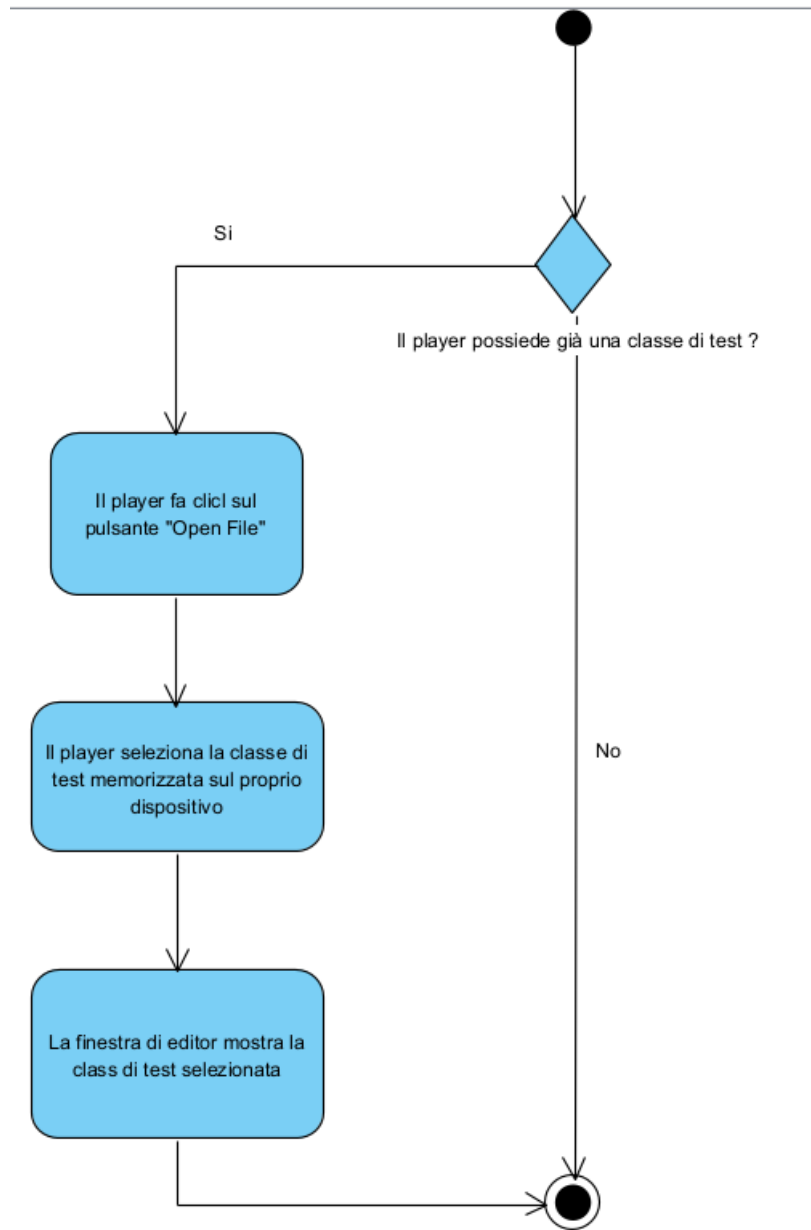 Si
Il player possiede già una classe di test ?
Il player fa clicl sul
pulsante "Open File"
Il player seleziona la classe di
test memorizzata sul proprio
dispositivo
No
La finestra di editor mostra la
class di test selezionata